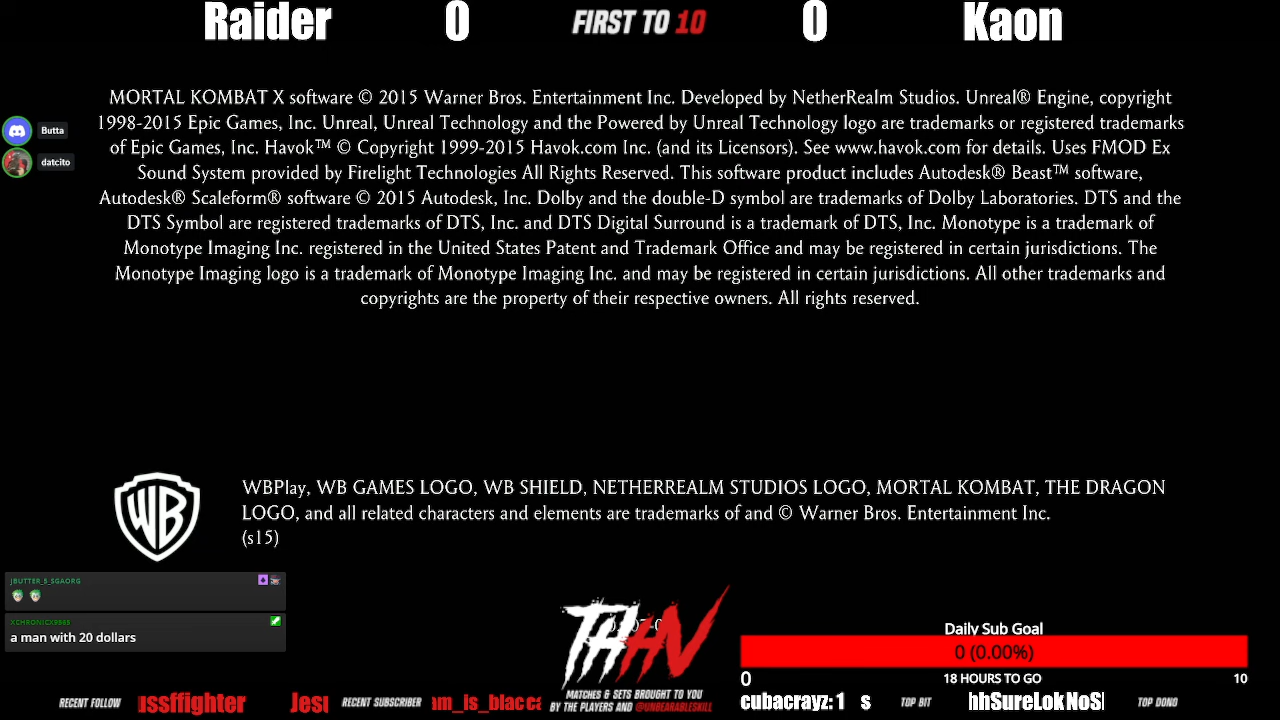 Raider 0 FIRST TO 10 0 Kaon
MORTAL KOMBAT X software © 2015 Warner Bros. Entertainment Inc. Developed by NetherRealm Studios. Unreal® Engine, copyright
1998-2015 Epic Games, Inc. Unreal, Unreal Technology and the Powered by Unreal Technology logo are trademarks or registered trademarks
of Epic Games, Inc. Havok™ © Copyright 1999-2015 Havok.com Inc. (and its Licensors). See www.havok.com for details. Uses FMOD Ex
Sound System provided by Firelight Technologies All Rights Reserved. This software product includes Autodesk® Beast™ software,
Autodesk® Scaleform® software © 2015 Autodesk, Inc. Dolby and the double-D symbol are trademarks of Dolby Laboratories. DTS and the
DTS Symbol are registered trademarks of DTS, Inc. and DTS Digital Surround is a trademark of DTS, Inc. Monotype is a trademark of
Monotype Imaging Inc. registered in the United States Patent and Trademark Office and may be registered in certain jurisdictions. The
Monotype Imaging logo is a trademark of Monotype Imaging Inc. and may be registered in certain jurisdictions. All other trademarks and
copyrights are the property of their respective owners. All rights reserved.
Butta
datcito
WB
WBPlay, WB GAMES LOGO, WB SHIELD, NETHERREALM STUDIOS LOGO, MORTAL KOMBAT, THE DRAGON
LOGO, and all related characters and elements are trademarks of and © Warner Bros. Entertainment Inc.
(s15)
JBUTTER_5_SGAORG
a man with 20 dollars
MATCHES & SETS BROUGHT TO YOU
BY THE PLAYERS AND @UNBEARABLESKILL
Daily Sub Goal
0 (0.00%)
0 18 HOURS TO GO 10
RECENT FOLLOW ussffighter Jesu RECENT SUBSCRIBER am_is_blacc cubacrayz: 1 s TOP BIT hhSureLokNoS TOP DONO